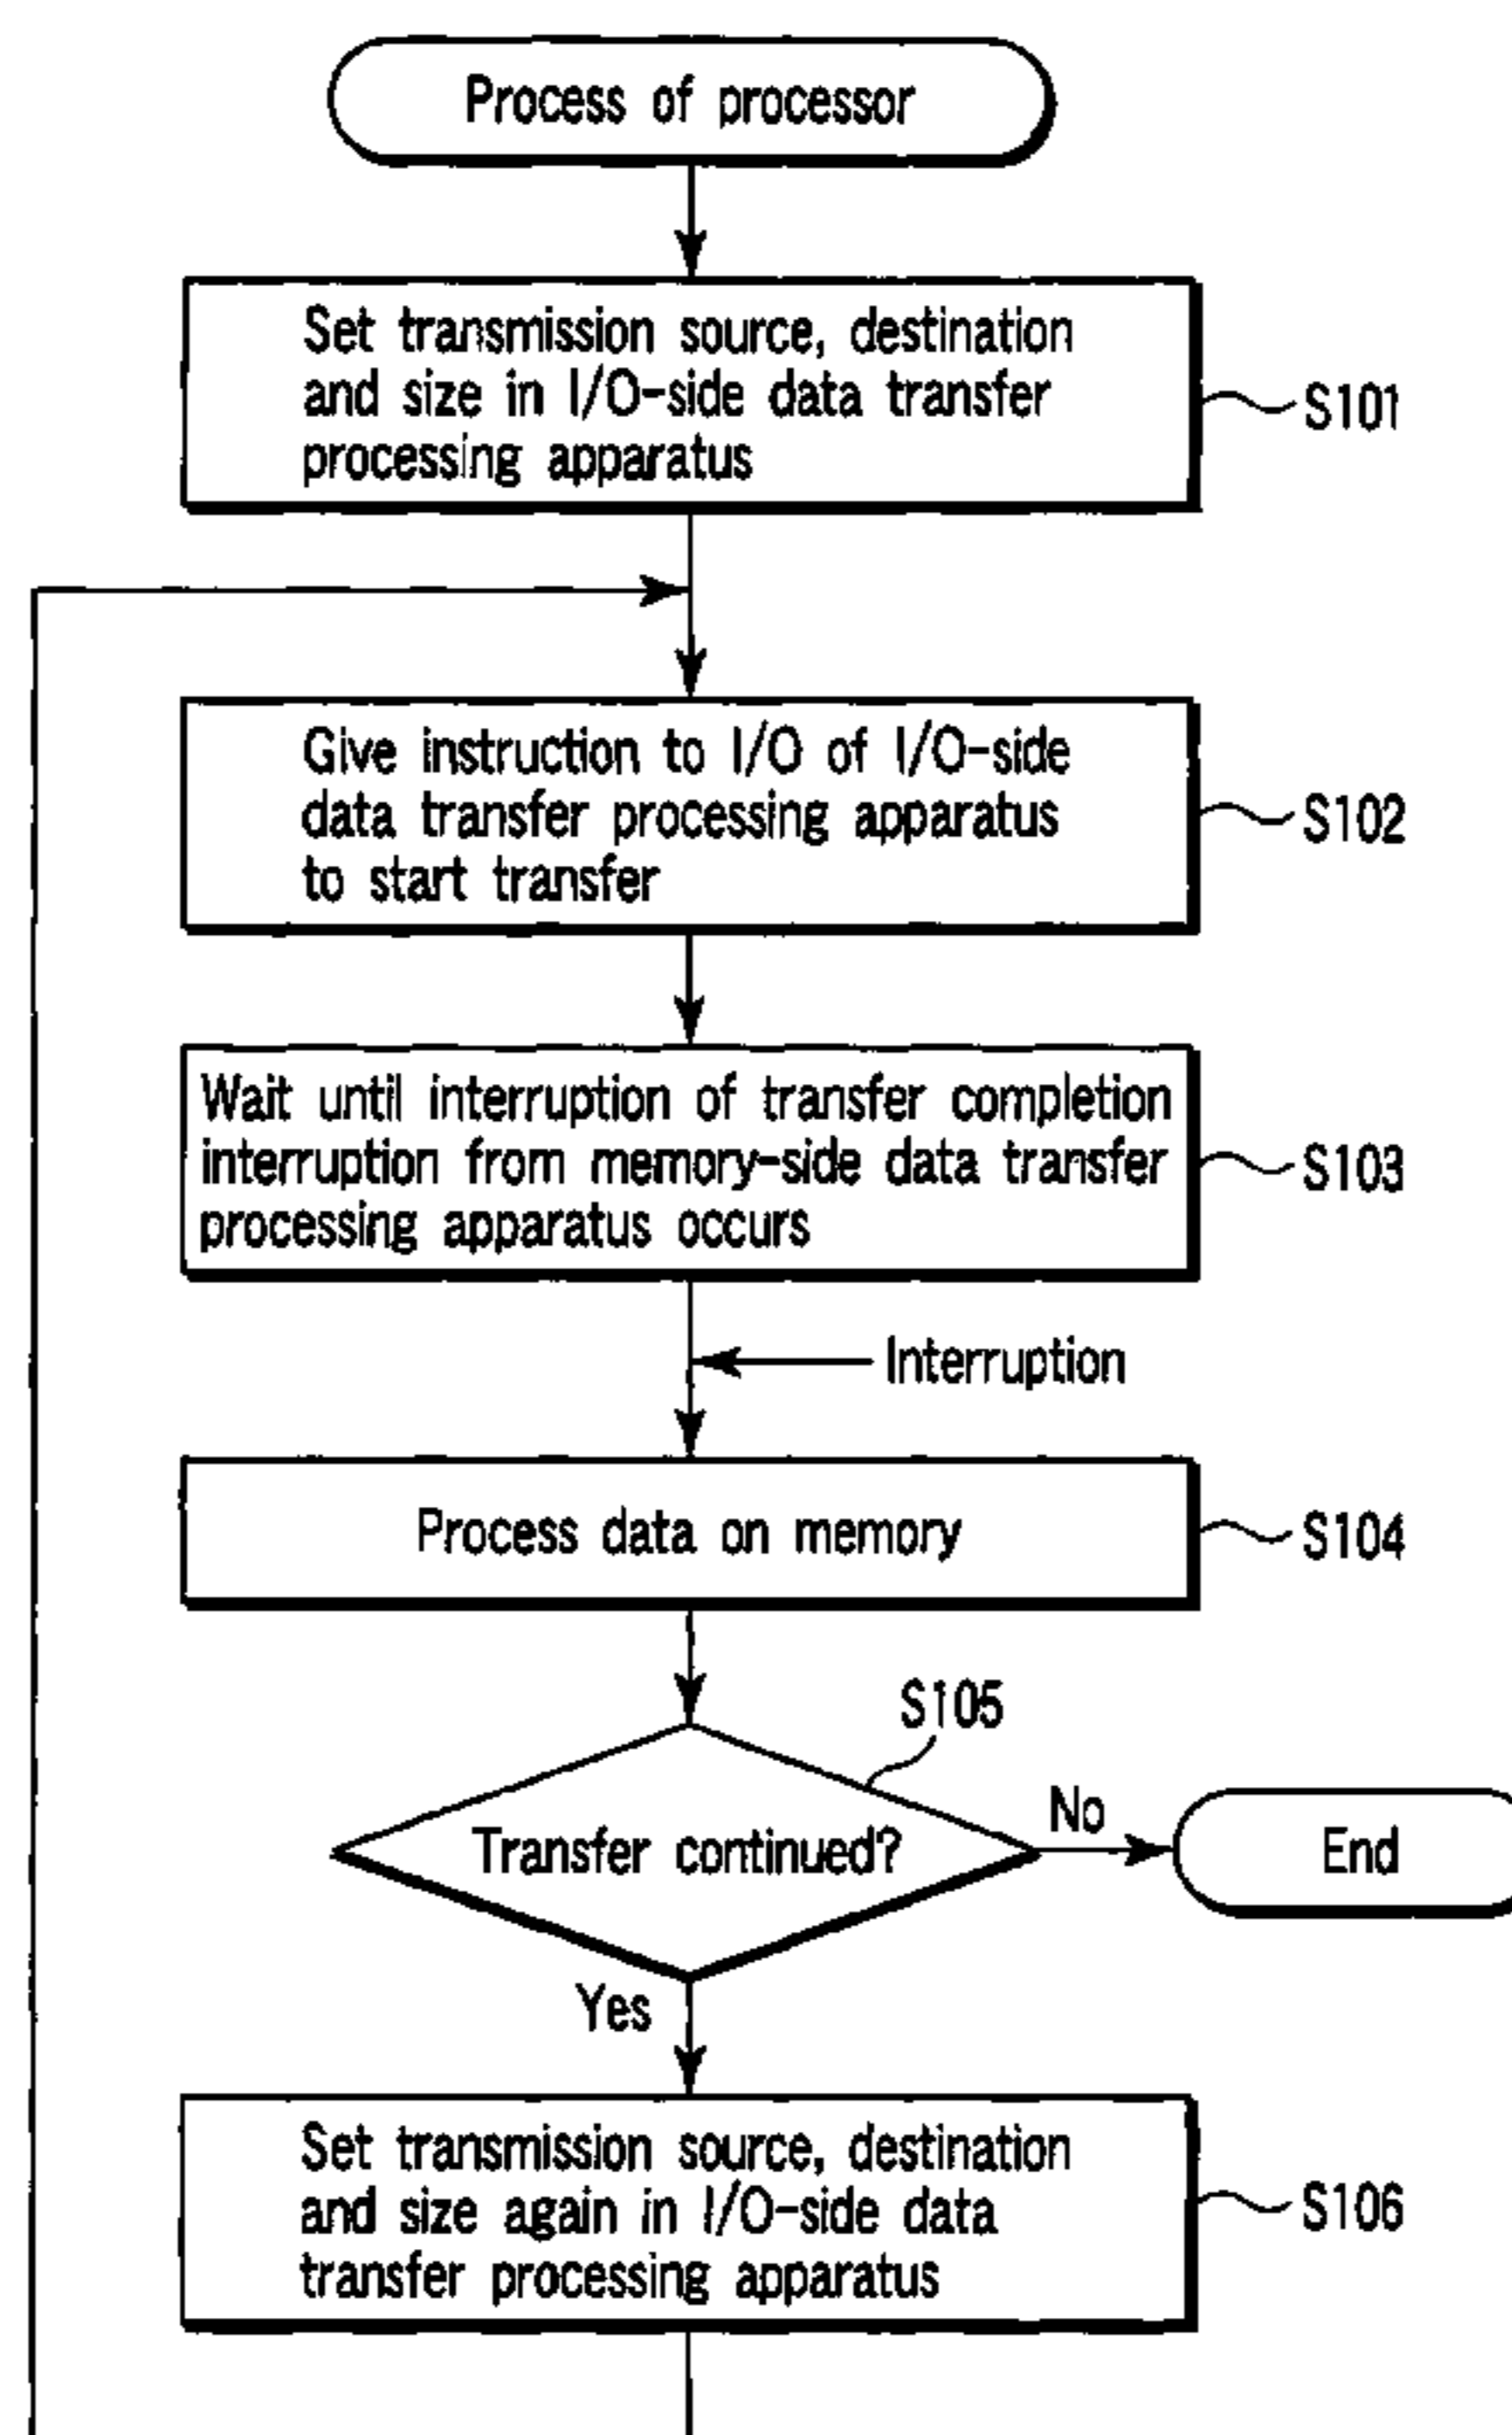 Process of processor
Set transmission source, destination
and size in I/O-side data transfer
processing apparatus
S101
Give instruction to I/O of I/O-side
data transfer processing apparatus
to start transfer
S102
Wait until interruption of transfer completion
interruption from memory-side data transfer
processing apparatus occurs
S103
Interruption
Process data on memory
S104
S105
Transfer continued?
No
End
Yes
Set transmission source, destination
and size again in I/O-side data
transfer processing apparatus
S106